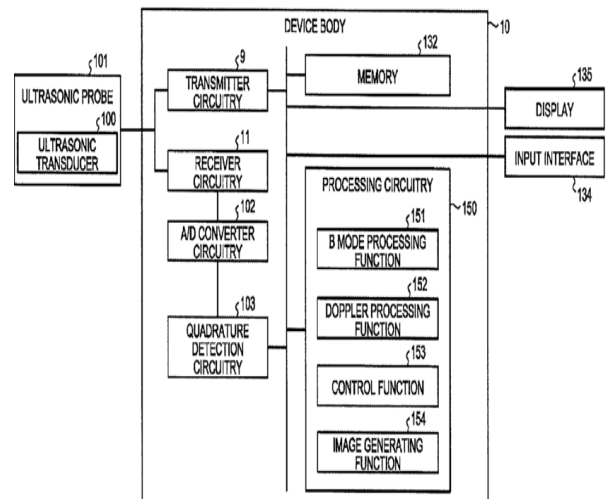 DEVICE BODY
10
101
ULTRASONIC PROBE
100
ULTRASONIC
TRANSDUCER
9
TRANSMITTER
CIRCUITRY
11
RECEIVER
CIRCUITRY
102
A/D CONVERTER
CIRCUITRY
103
QUADRATURE
DETECTION
CIRCUITRY
132
MEMORY
135
DISPLAY
INPUT INTERFACE
134
PROCESSING CIRCUITRY
150
151
B MODE PROCESSING
FUNCTION
152
DOPPLER PROCESSING
FUNCTION
153
CONTROL FUNCTION
154
IMAGE GENERATING
FUNCTION